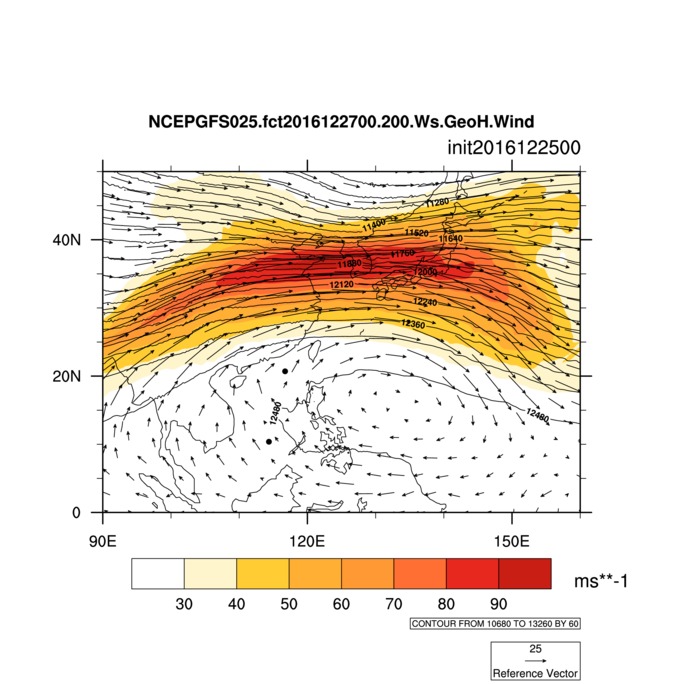 NCEPGFS025.fct2016122700.200.Ws.GeoH.Wind
init2016122500
11280
11400
11520
40N
11640
11760
11880
12000
12120
12240
12360
20N
12480
12480
0
90E 120E 150E
ms**-1
30 40 50 60 70 80 90
CONTOUR FROM 10680 TO 13260 BY 60
25
Reference Vector